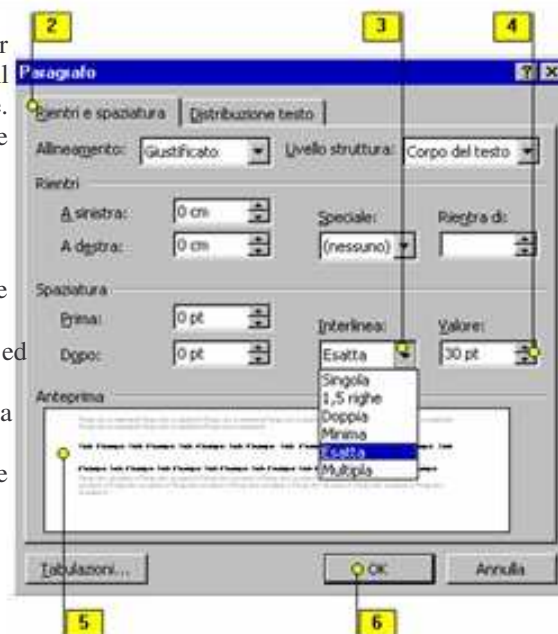 2 3 4
r
l
e.
e
e
ed
a
e
Paragrafo
Rientri e spaziatura Distribuzione testo
Allineamento: Giustificato Livello struttura: Corpo del testo
Rientri
A sinistra: 0 cm Speciale: Rientra di:
A destra: 0 cm (nessuno)
Spaziatura
Prima: 0 pt Interlinea: Valore:
Dopo: 0 pt Esatta 30 pt
Singola
1,5 righe
Doppia
Minima
Esatta
Multipla
Anteprima
Tabulazioni... OK Annulla
5 6